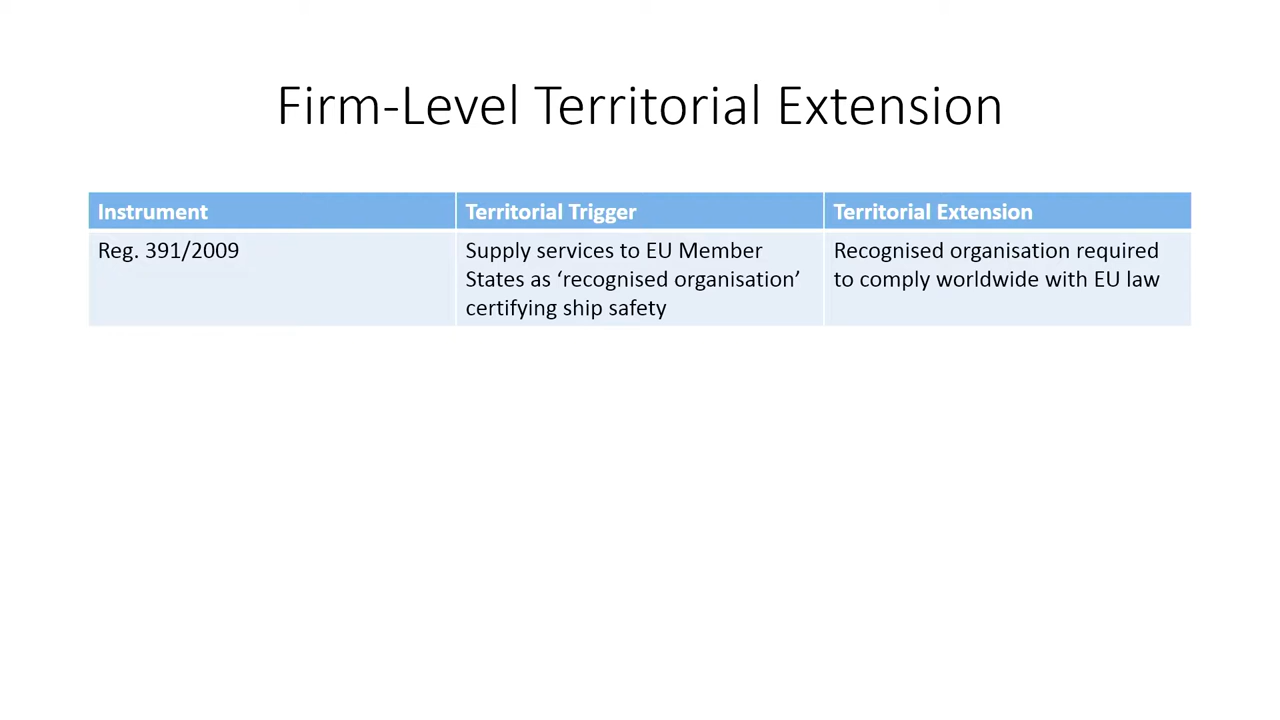 Firm-Level Territorial Extension
Instrument
Territorial Trigger
Territorial Extension
Reg. 391/2009
Supply services to EU Member
States as ‘recognised organisation’
certifying ship safety
Recognised organisation required
to comply worldwide with EU law